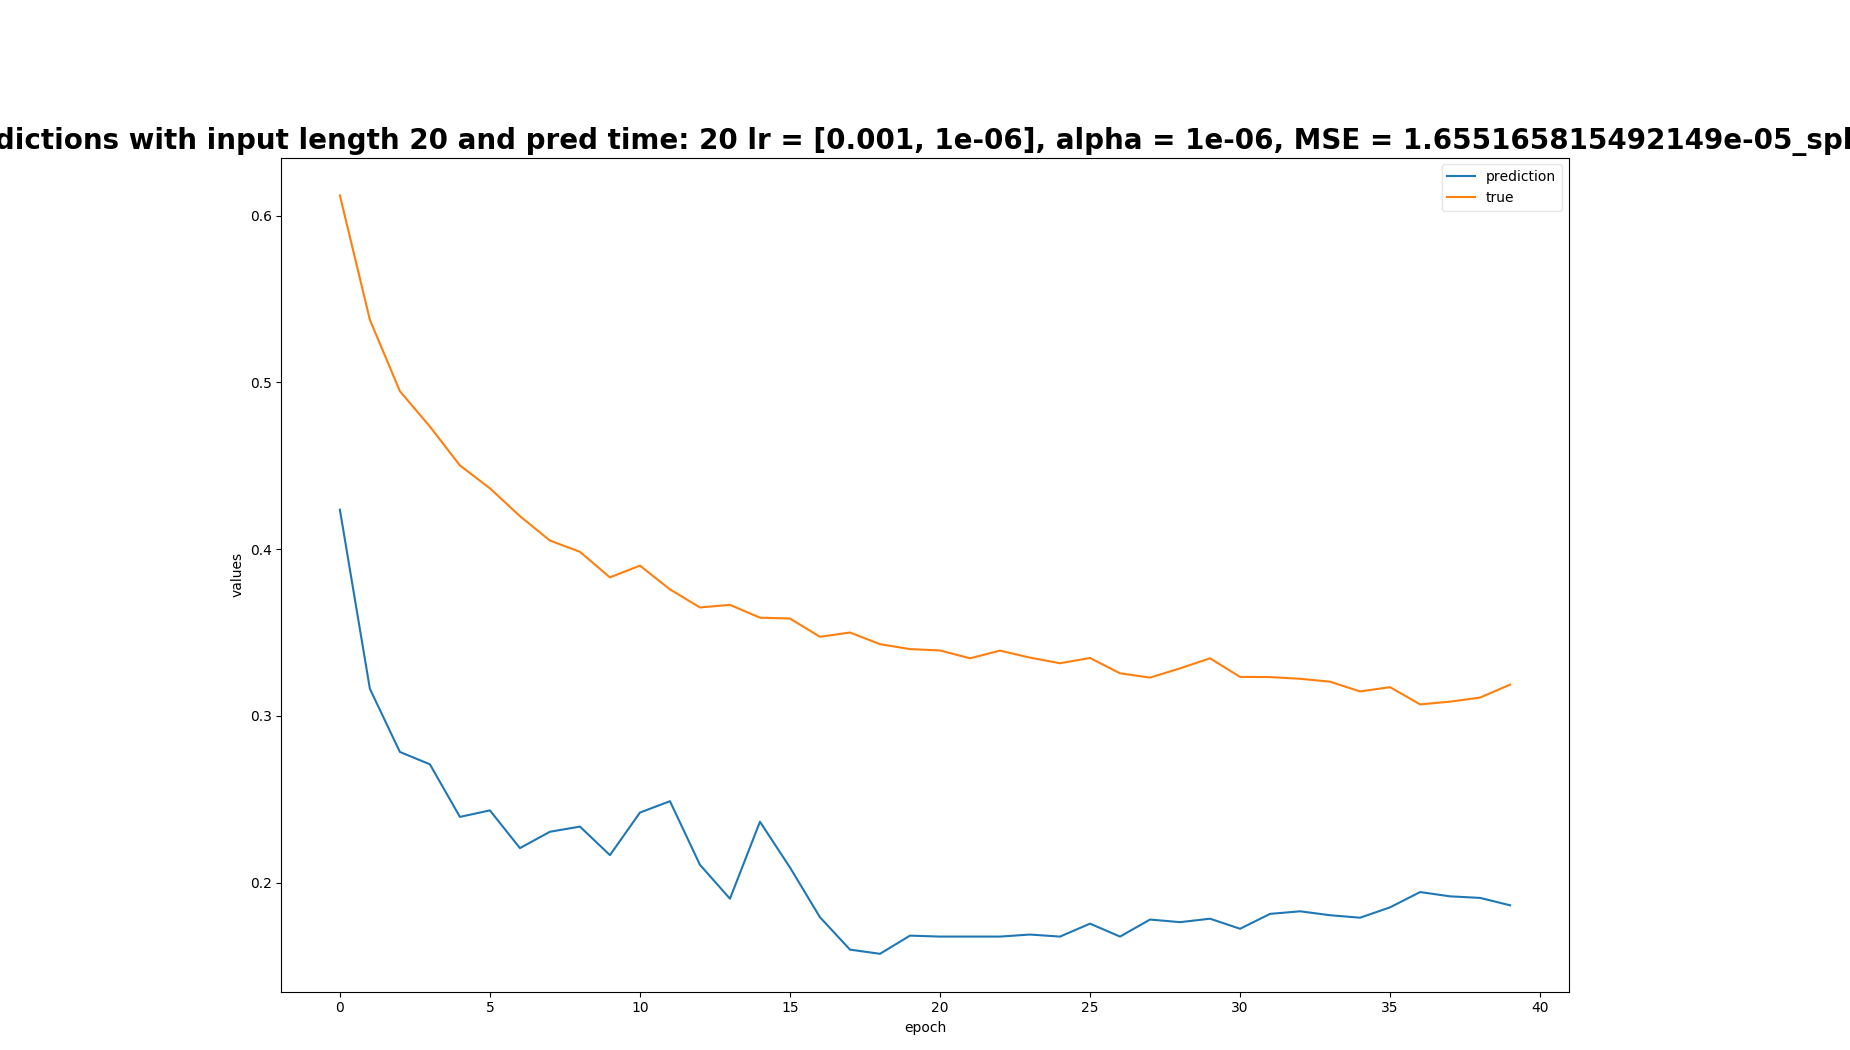 dictions with input length 20 and pred time: 20 lr = [0.001, 1e-06], alpha = 1e-06, MSE = 1.655165815492149e-05_spl
prediction
true
0.6
0.5
0.4
0.3
0.2
values
0 5 10 15 20 25 30 35 40
epoch